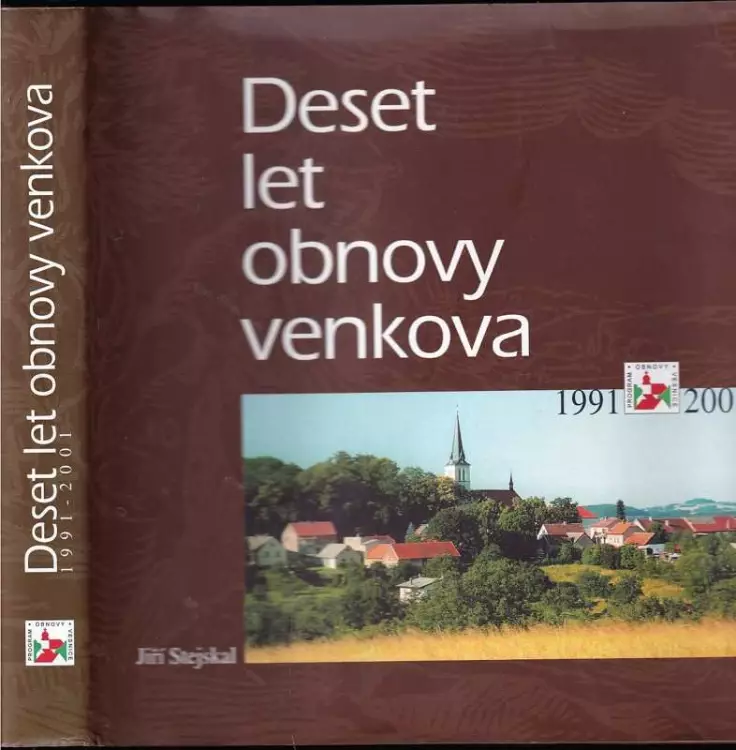 Deset let obnovy venkova
1991-2001
PROGRAM
OBNOVY
VESNICE
Deset
let
obnovy
venkova
1991
PROGRAM
OBNOVY
VESNICE
200
Jiří Stejskal